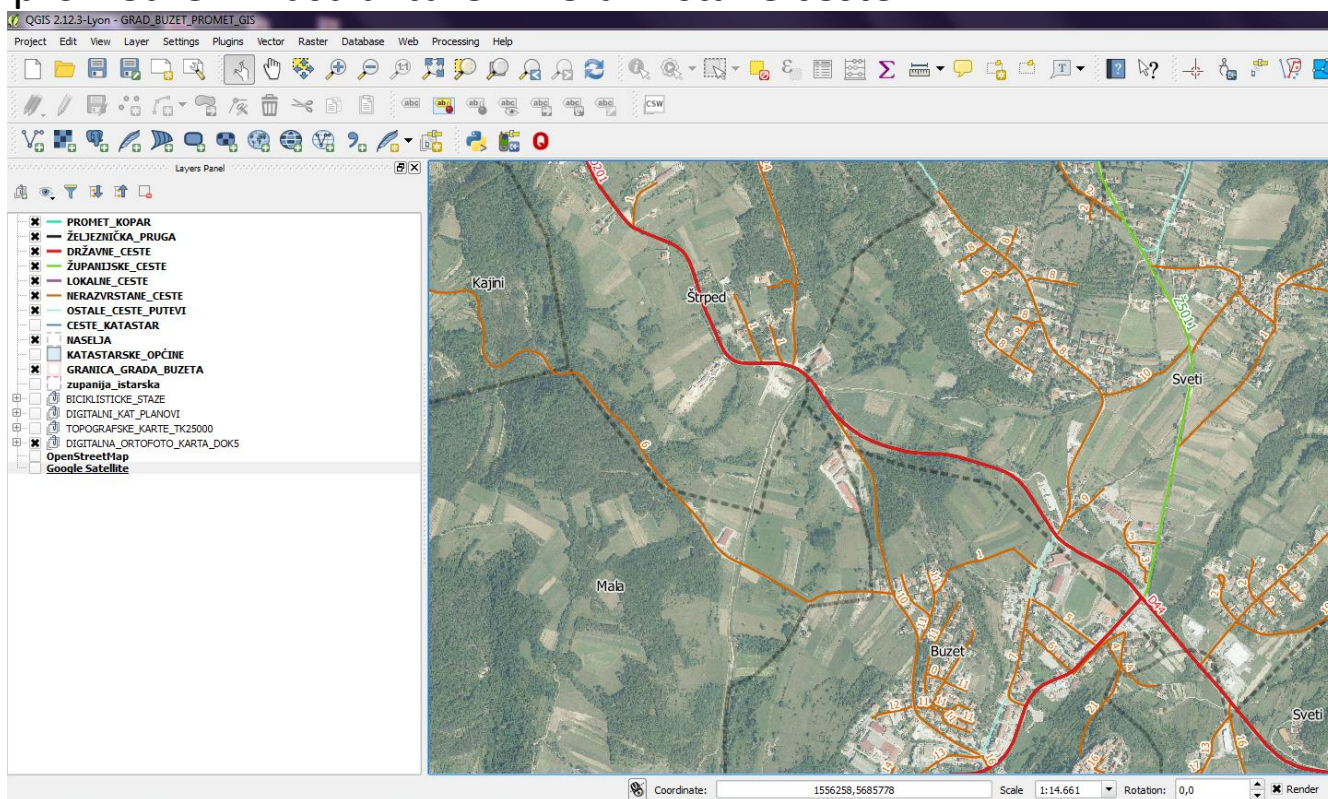 QGIS 2.12.3-Lyon - GRAD_BUZET_PROMET_GIS
Project Edit View Layer Settings Plugins Vector Raster Database Web Processing Help
CSW
Layers Panel
PROMET_KOPAR
ŽELJEZNIČKA_PRUGA
DRŽAVNE_CESTE
ŽUPANIJSKE_CESTE
LOKALNE_CESTE
NERAZVRSTANE_CESTE
OSTALE_CESTE_PUTEVI
CESTE_KATASTAR
NASELJA
KATASTARSKE_OPĆINE
GRANICA_GRADA_BUZETA
zupanija_istarska
BICIKLISTICKE_STAZE
DIGITALNI_KAT_PLANOVI
TOPOGRAFSKE_KARTE_TK25000
DIGITALNA_ORTOFOTO_KARTA_DOK5
OpenStreetMap
Google Satellite
Kajini
Štrped
Sveti
Mala
D44
Buzet
Sveti
Coordinate: 1556258,5685778 Scale 1:14.661 Rotation: 0,0 Render